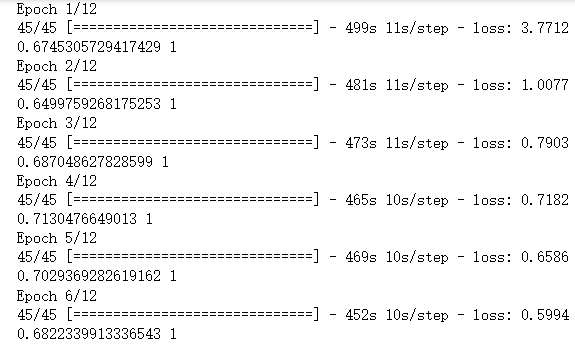 Epoch 1/12
45/45 [==============================] - 499s 11s/step - loss: 3.7712
0.6745305729417429 1
Epoch 2/12
45/45 [==============================] - 481s 11s/step - loss: 1.0077
0.6499759268175253 1
Epoch 3/12
45/45 [==============================] - 473s 11s/step - loss: 0.7903
0.687048627828599 1
Epoch 4/12
45/45 [==============================] - 465s 10s/step - loss: 0.7182
0.7130476649013 1
Epoch 5/12
45/45 [==============================] - 469s 10s/step - loss: 0.6586
0.7029369282619162 1
Epoch 6/12
45/45 [==============================] - 452s 10s/step - loss: 0.5994
0.6822339913336543 1